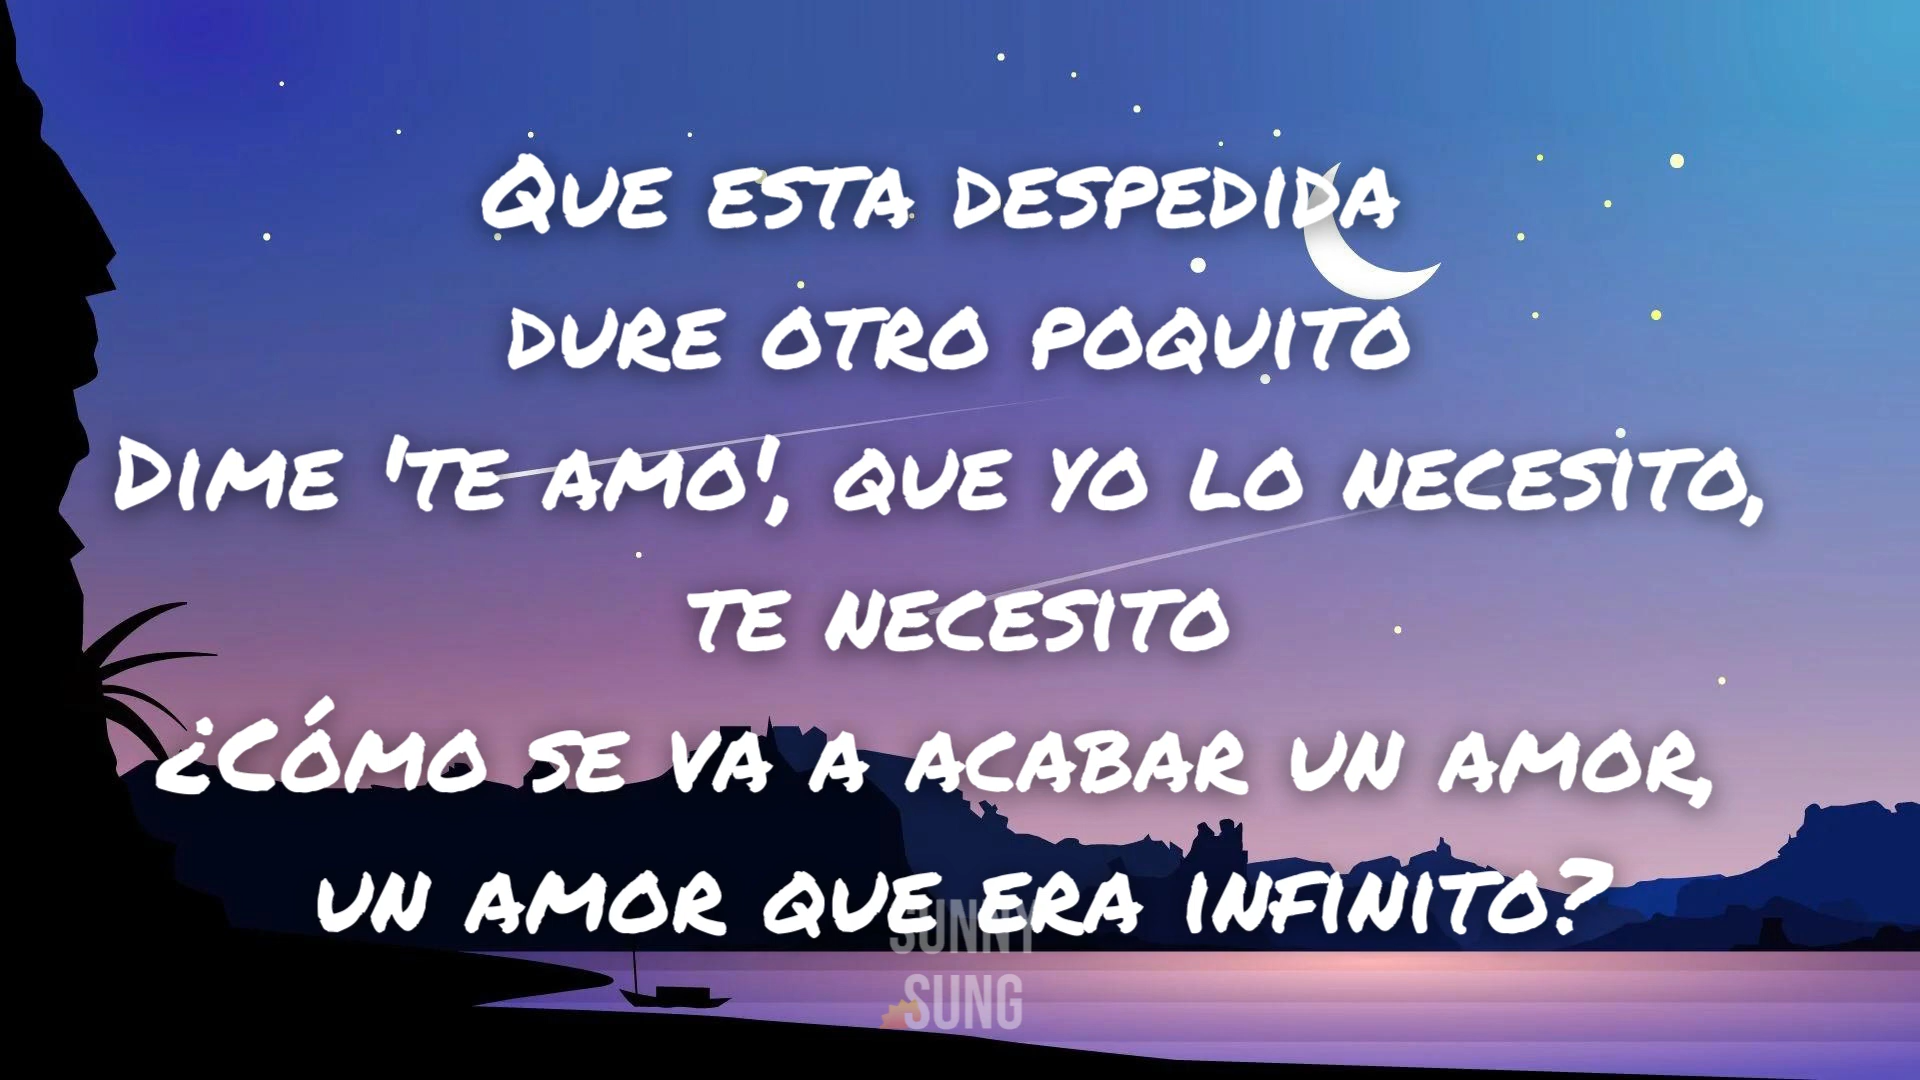 Que esta despedida
dure otro poquito
Dime 'te amo', que yo lo necesito,
te necesito
¿Cómo se va a acabar un amor,
un amor que era infinito?
SUNNY
SUNG